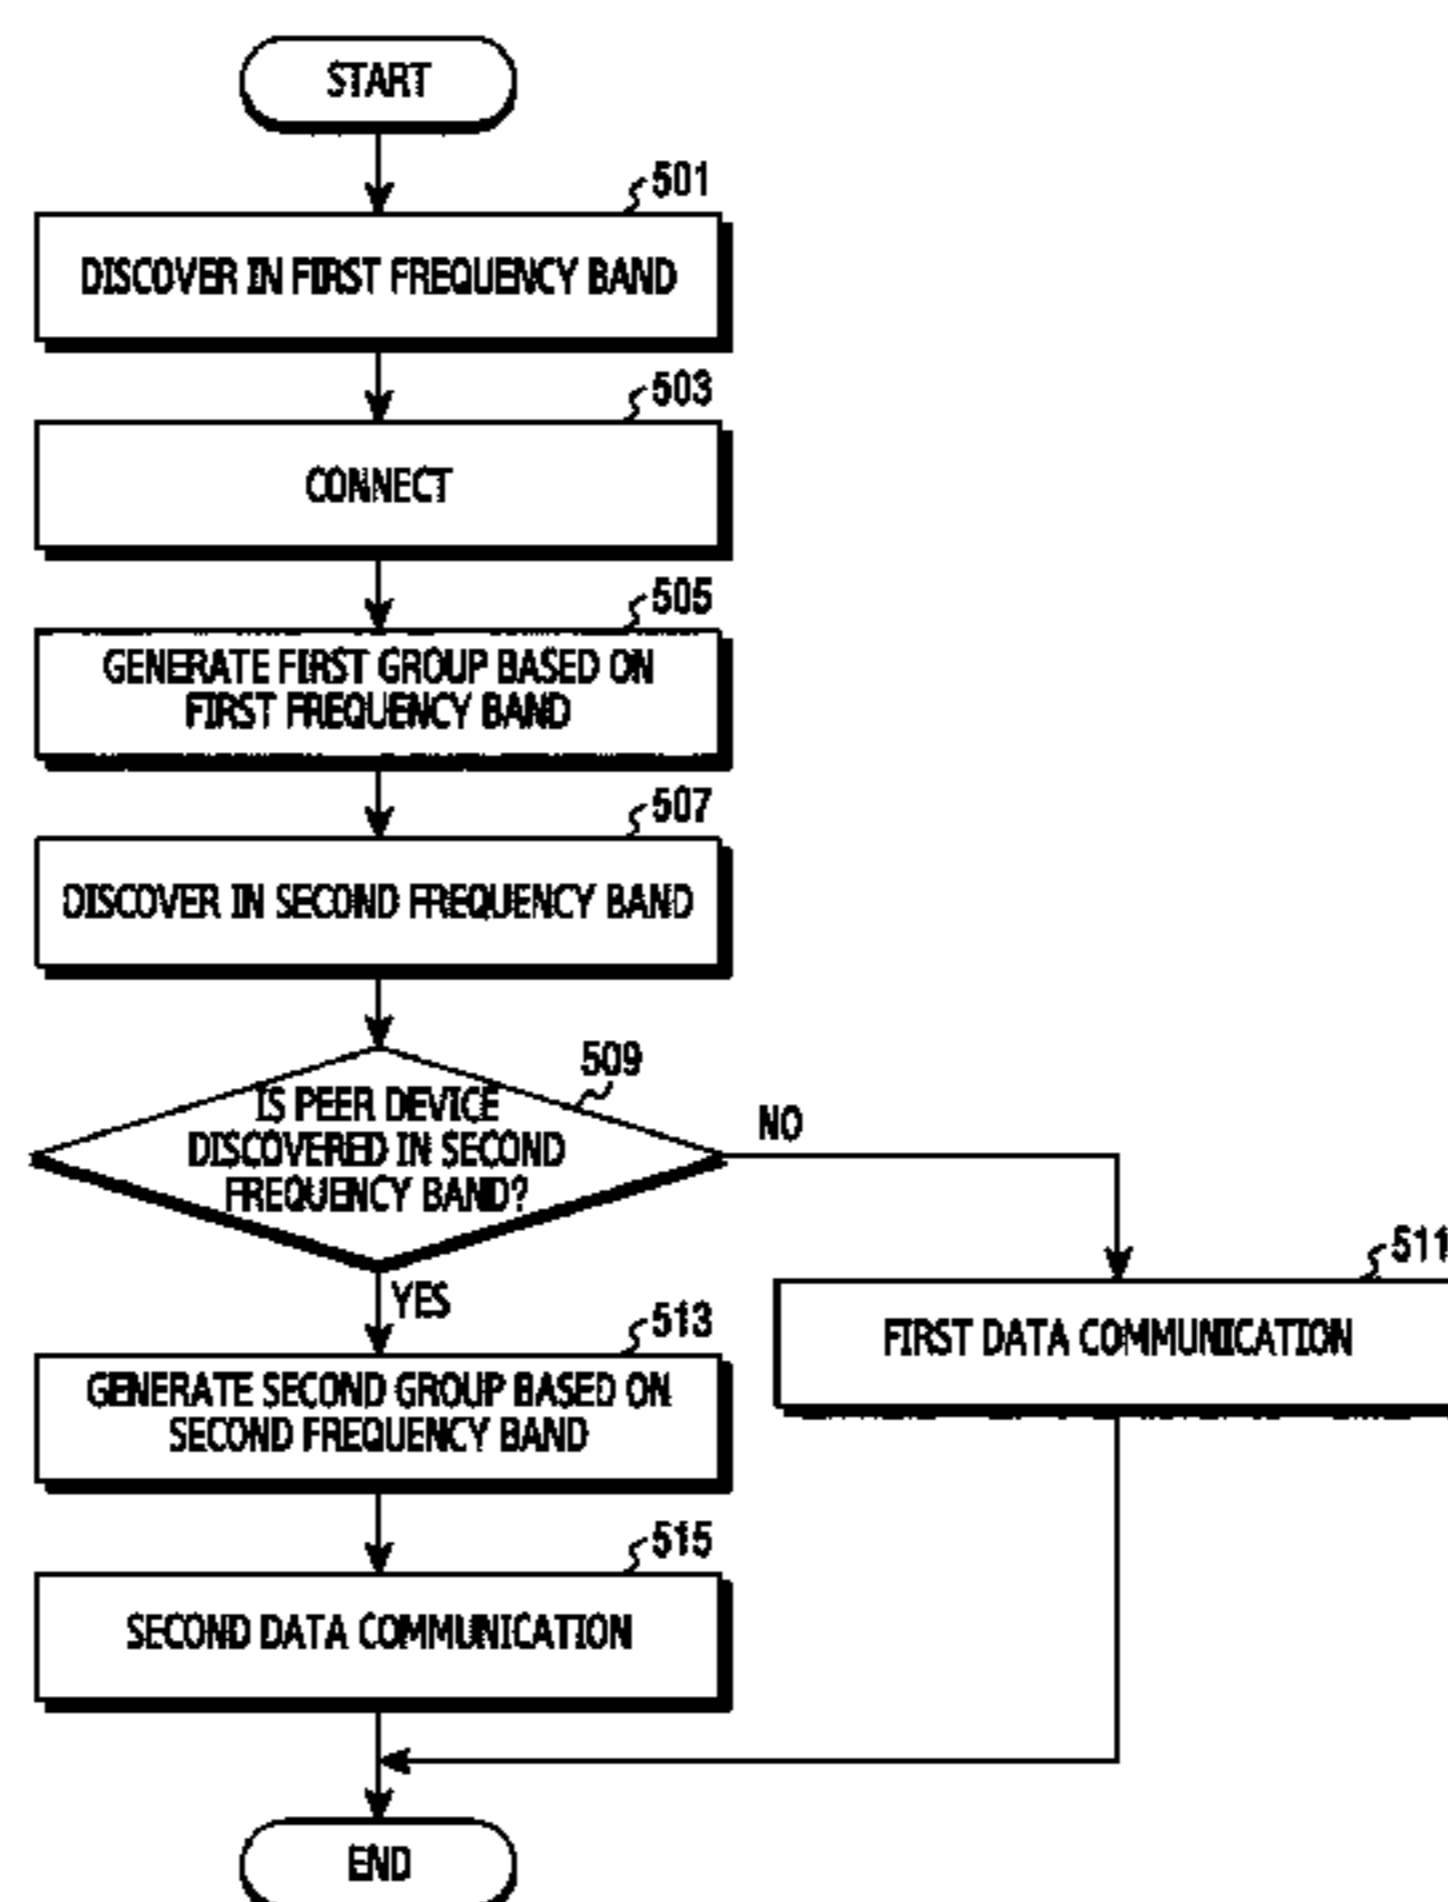 START
501
DISCOVER IN FIRST FREQUENCY BAND
503
CONNECT
505
GENERATE FIRST GROUP BASED ON
FIRST FREQUENCY BAND
507
DISCOVER IN SECOND FREQUENCY BAND
509
IS PEER DEVICE
DISCOVERED IN SECOND
FREQUENCY BAND?
NO
YES
511
FIRST DATA COMMUNICATION
513
GENERATE SECOND GROUP BASED ON
SECOND FREQUENCY BAND
515
SECOND DATA COMMUNICATION
END